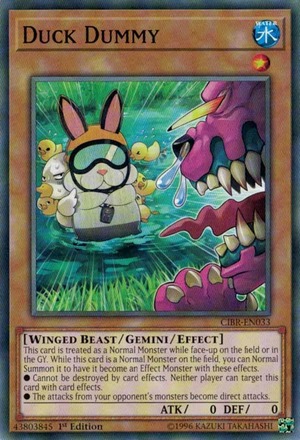 DUCK DUMMY
WATER
水
CIBR-EN033
[WINGED BEAST/GEMINI/EFFECT]
This card is treated as a Normal Monster while face-up on the field or in
the GY. While this card is a Normal Monster on the field, you can Normal
Summon it to have it become an Effect Monster with these effects.
● Cannot be destroyed by card effects. Neither player can target this
card with card effects.
● The attacks from your opponent's monsters become direct attacks.
ATK/ 0 DEF/ 0
43803845 1st Edition ©1996 KAZUKI TAKAHASHI